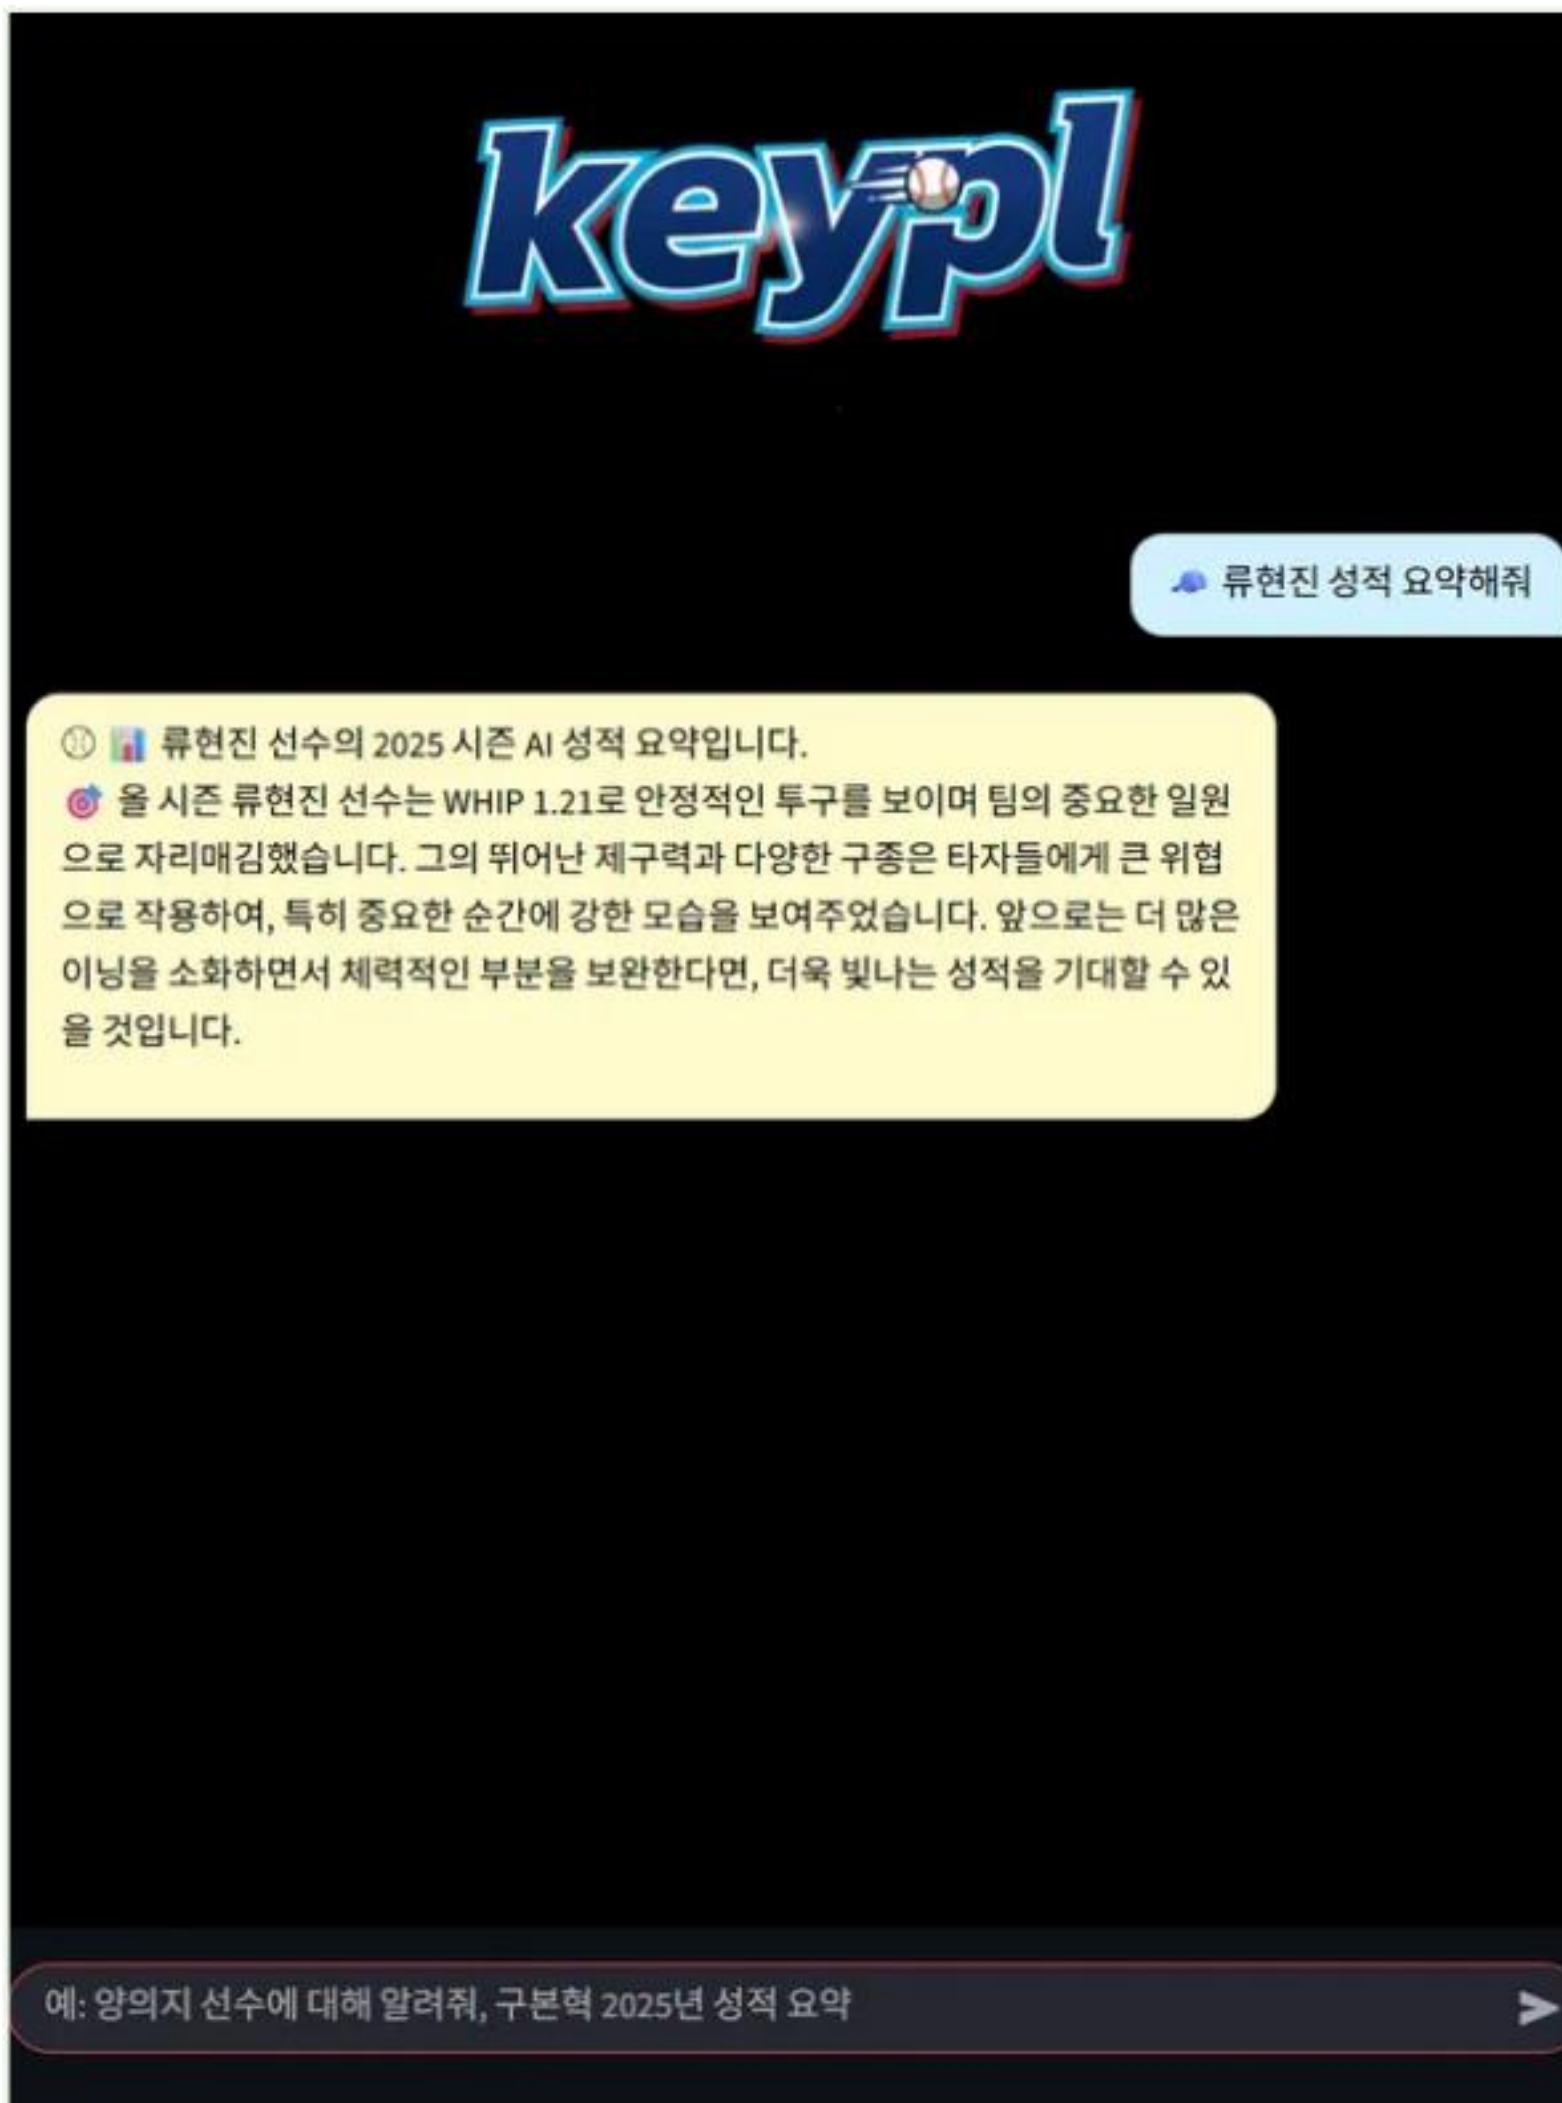 keypl
🧢 류현진 성적 요약해줘
⚾ 📊 류현진 선수의 2025 시즌 AI 성적 요약입니다.
🎯 올 시즌 류현진 선수는 WHIP 1.21로 안정적인 투구를 보이며 팀의 중요한 일원
으로 자리매김했습니다. 그의 뛰어난 제구력과 다양한 구종은 타자들에게 큰 위협
으로 작용하여, 특히 중요한 순간에 강한 모습을 보여주었습니다. 앞으로는 더 많은
이닝을 소화하면서 체력적인 부분을 보완한다면, 더욱 빛나는 성적을 기대할 수 있
을 것입니다.
예: 양의지 선수에 대해 알려줘, 구본혁 2025년 성적 요약